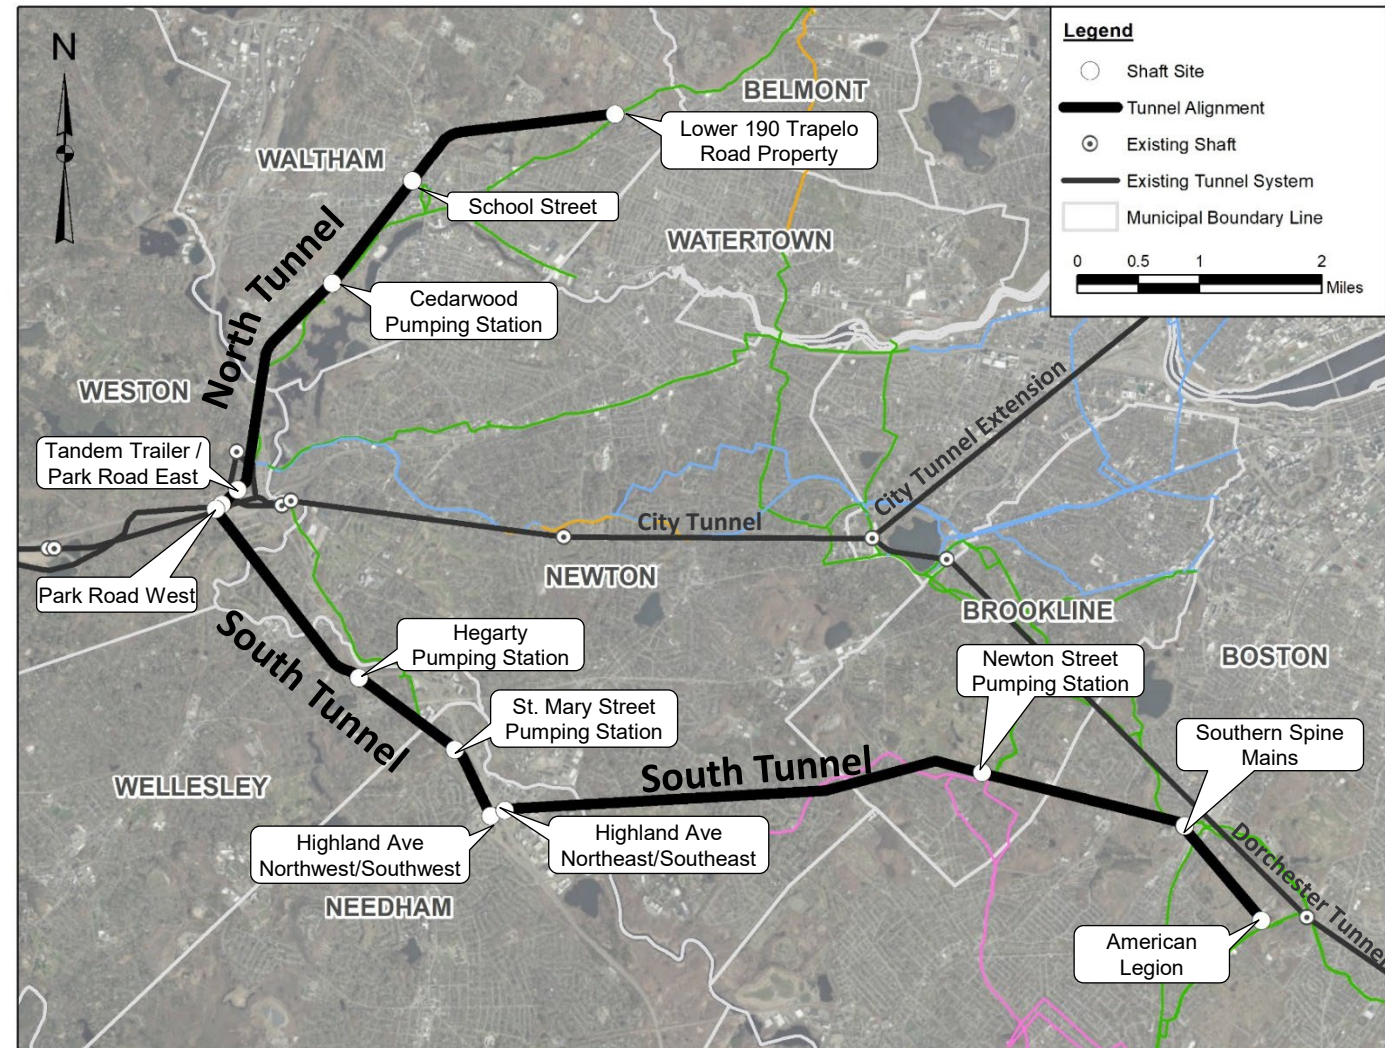 N
Legend
Shaft Site
Tunnel Alignment
Existing Shaft
Existing Tunnel System
Municipal Boundary Line
0 0.5 1 2
Miles
BELMONT
Lower 190 Trapelo
Road Property
WALTHAM
School Street
WATERTOWN
North Tunnel
Cedarwood
Pumping Station
WESTON
City Tunnel Extension
Tandem Trailer /
Park Road East
City Tunnel
Park Road West
NEWTON
BROOKLINE
BOSTON
South Tunnel
Hegarty
Pumping Station
Newton Street
Pumping Station
St. Mary Street
Pumping Station
Southern Spine
Mains
WELLESLEY
South Tunnel
Highland Ave
Northwest/Southwest
Highland Ave
Northeast/Southeast
Dorchester Tunnel
NEEDHAM
American
Legion